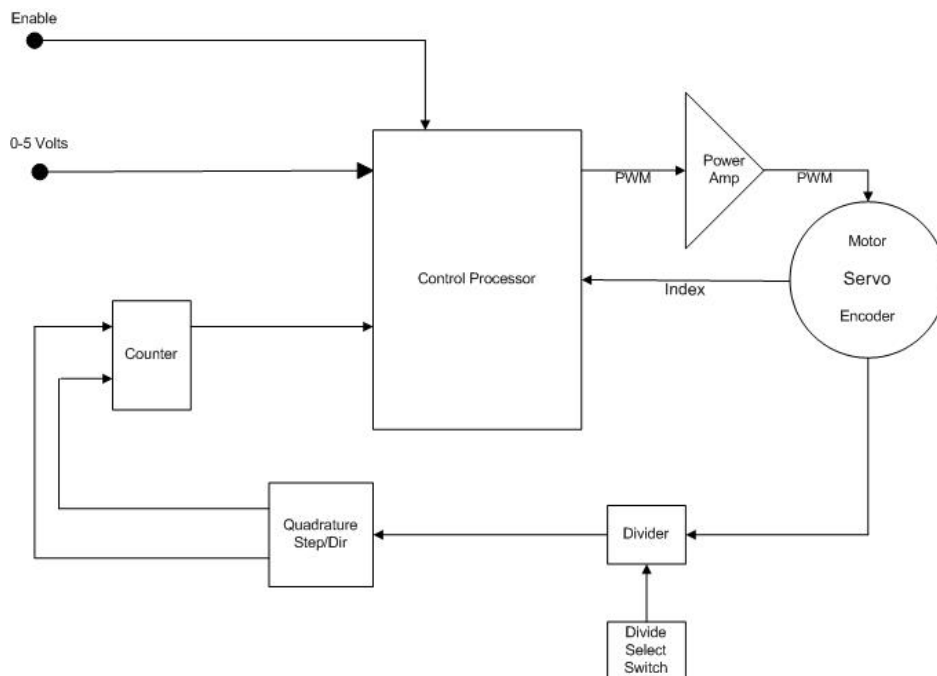 Enable
0-5 Volts
Power
Amp
PWM
PWM
Motor
Servo
Encoder
Control Processor
Index
Counter
Quadrature
Step/Dir
Divider
Divide
Select
Switch